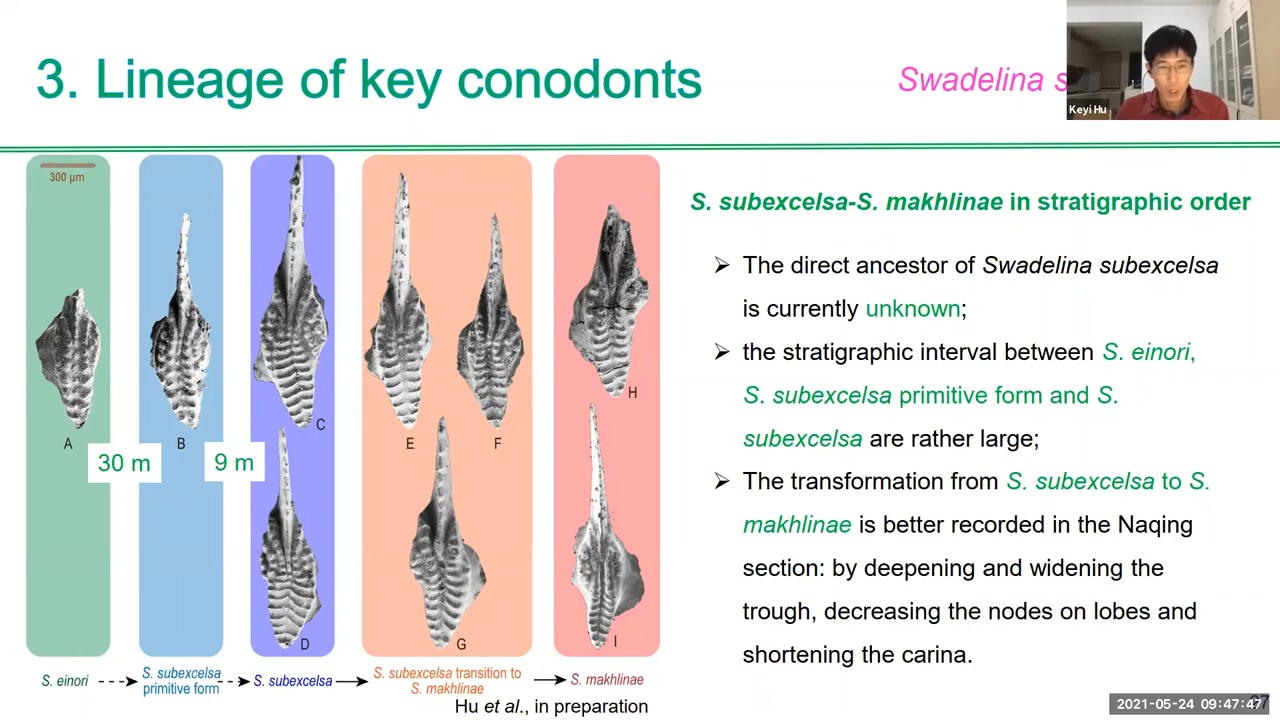 3. Lineage of key conodonts
Swadelina s
Keyi Hu
300 µm
A
B
C
D
E
F
G
H
I
30 m
9 m
S. einori
S. subexcelsa
primitive form
S. subexcelsa
S. subexcelsa transition to
S. makhlinae
S. makhlinae
Hu et al., in preparation
S. subexcelsa-S. makhlinae in stratigraphic order
➢ The direct ancestor of Swadelina subexcelsa
is currently unknown;
➢ the stratigraphic interval between S. einori,
S. subexcelsa primitive form and S.
subexcelsa are rather large;
➢ The transformation from S. subexcelsa to S.
makhlinae is better recorded in the Naqing
section: by deepening and widening the
trough, decreasing the nodes on lobes and
shortening the carina.
2021-05-24 09:47:47